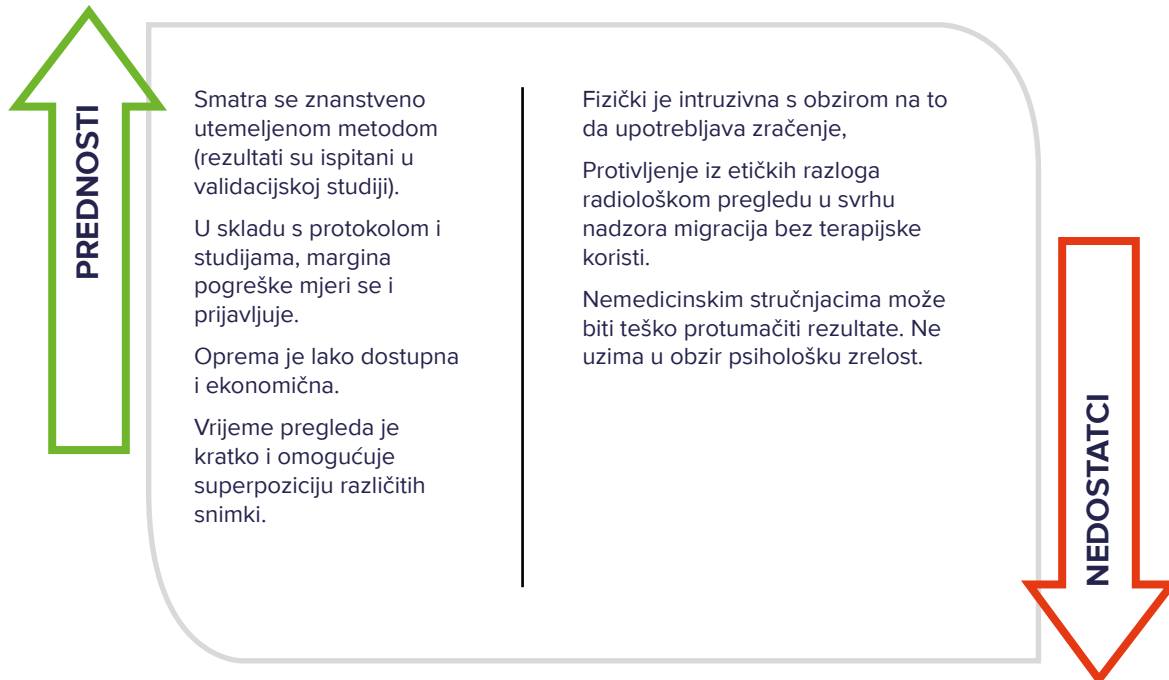 PREDNOSTI
Smatra se znanstveno
utemeljenom metodom
(rezultati su ispitani u
validacijskoj studiji).
U skladu s protokolom i
studijama, margina
pogreške mjeri se i
prijavljuje.
Oprema je lako dostupna
i ekonomična.
Vrijeme pregleda je
kratko i omogućuje
superpoziciju različitih
snimki.
Fizički je intruzivna s obzirom na to
da upotrebljava zračenje,
Protivljenje iz etičkih razloga
radiološkom pregledu u svrhu
nadzora migracija bez terapijske
koristi.
Nemedicinskim stručnjacima može
biti teško protumačiti rezultate. Ne
uzima u obzir psihološku zrelost.
NEDOSTATCI